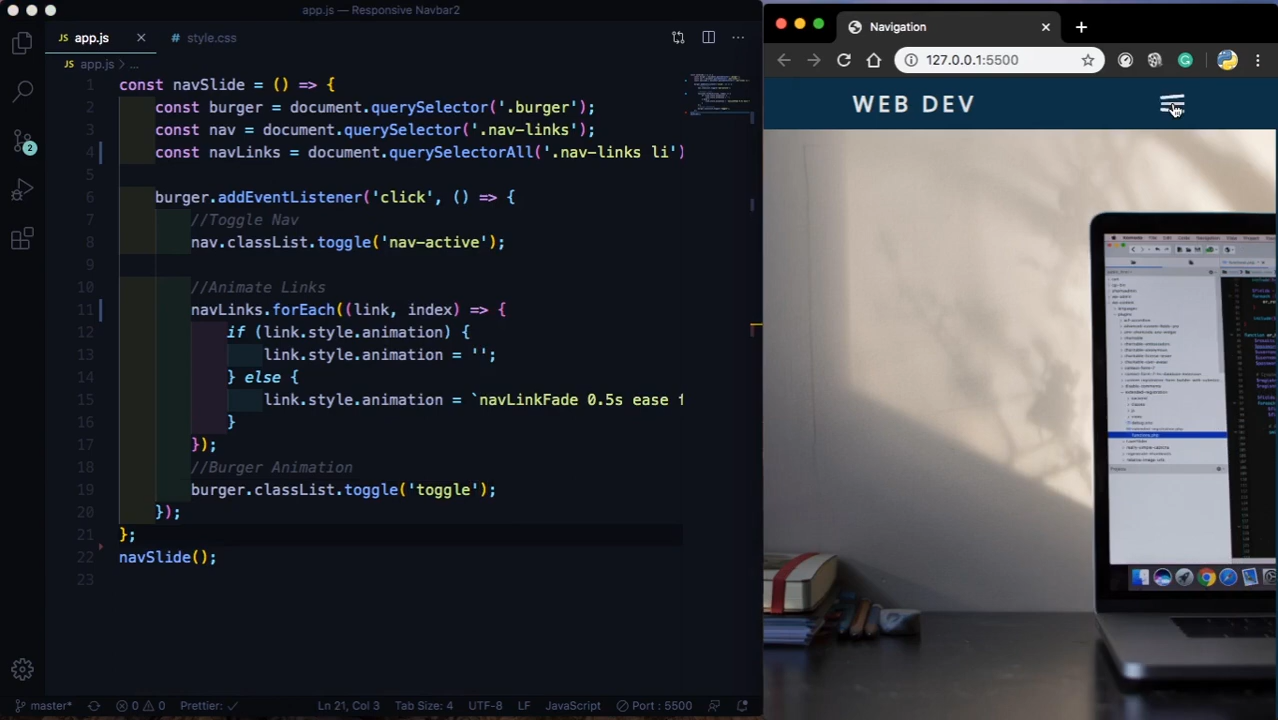 app.js — Responsive Navbar2
app.js
style.css
app.js > ...
1 const navSlide = () => {
2 const burger = document.querySelector('.burger');
3 const nav = document.querySelector('.nav-links');
4 const navLinks = document.querySelectorAll('.nav-links li')
5
6 burger.addEventListener('click', () => {
7 //Toggle Nav
8 nav.classList.toggle('nav-active');
9
10 //Animate Links
11 navLinks.forEach((link, index) => {
12 if (link.style.animation) {
13 link.style.animation = '';
14 } else {
15 link.style.animation = `navLinkFade 0.5s ease f
16 }
17 });
18 //Burger Animation
19 burger.classList.toggle('toggle');
20 });
21 };
22 navSlide();
23
2
master*
0 0
Prettier: ✓
Ln 21, Col 3
Tab Size: 4
UTF-8
LF
JavaScript
Port : 5500
Navigation
127.0.0.1:5500
WEB DEV